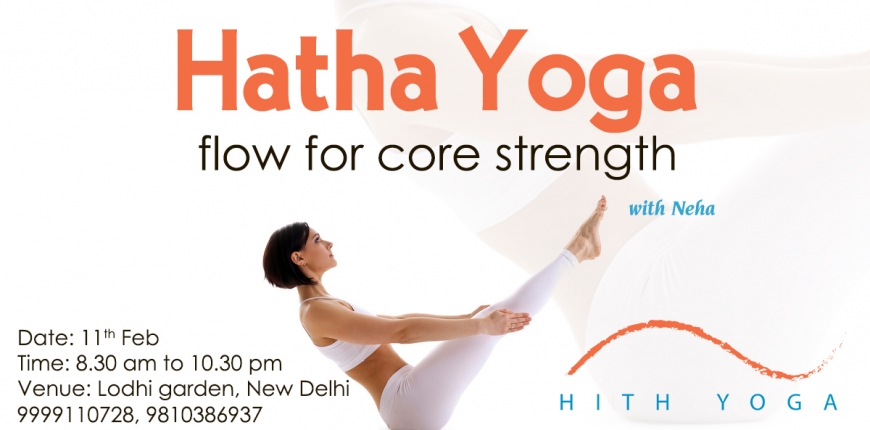 Hatha Yoga
flow for core strength
with Neha
Date: 11th Feb
Time: 8.30 am to 10.30 pm
Venue: Lodhi garden, New Delhi
9999110728, 9810386937
HITH YOGA